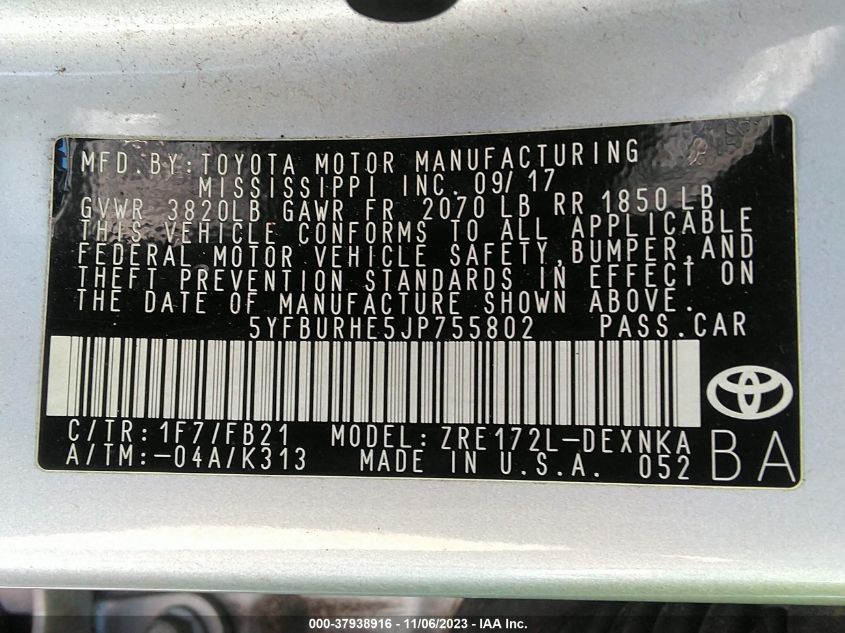 MFD.BY:TOYOTA MOTOR MANUFACTURING
MISSISSIPPI INC. 09/17
GVWR 3820LB GAWR FR 2070 LB RR 1850 LB
THIS VEHICLE CONFORMS TO ALL APPLICABLE
FEDERAL MOTOR VEHICLE SAFETY,BUMPER,AND
THEFT PREVENTION STANDARDS IN EFFECT ON
THE DATE OF MANUFACTURE SHOWN ABOVE.
5YFBURHE5JP755802 PASS.CAR
C/TR:1F7/FB21 MODEL:ZRE172L-DEXNKA
A/TM:-04A/K313 MADE IN U.S.A. 052
BA
000-37938916 - 11/06/2023 - IAA Inc.